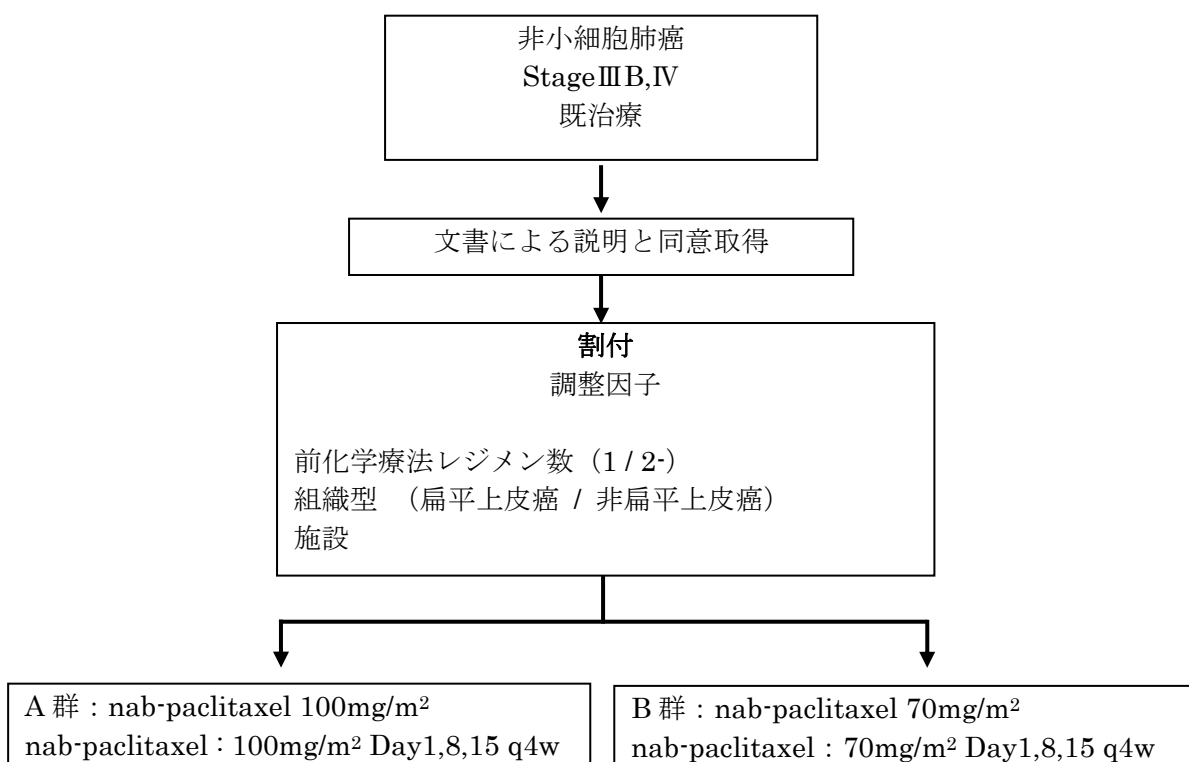 非小細胞肺癌
StageⅢB,Ⅳ
既治療
文書による説明と同意取得
割付
調整因子
前化学療法レジメン数（1 / 2-）
組織型　（扁平上皮癌 / 非扁平上皮癌）
施設
A 群：nab-paclitaxel 100mg/m²
nab-paclitaxel：100mg/m² Day1,8,15 q4w
B 群：nab-paclitaxel 70mg/m²
nab-paclitaxel：70mg/m² Day1,8,15 q4w